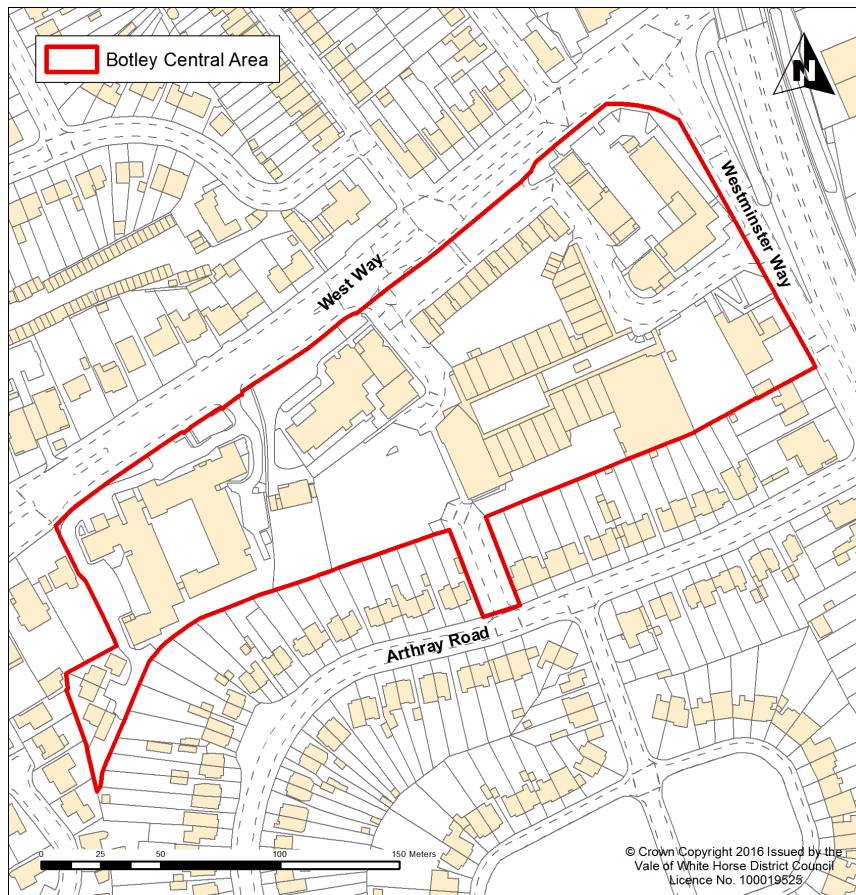 Botley Central Area
N
Westminster Way
West Way
Arthray Road
0 25 50 100 150 Meters
© Crown Copyright 2016 Issued by the
Vale of White Horse District Council
Licence No. 100019525